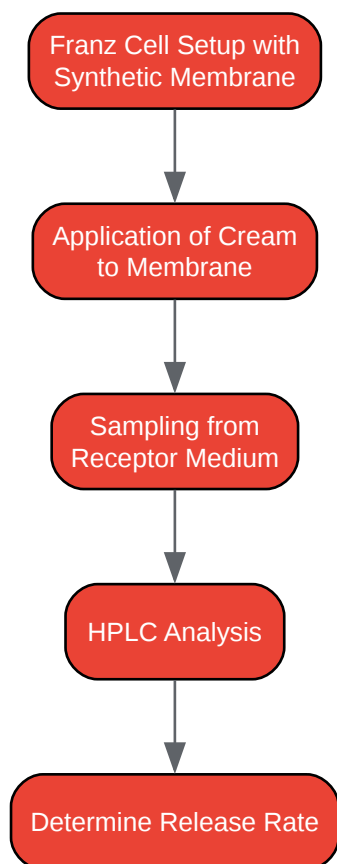 Franz Cell Setup with
Synthetic Membrane
Application of Cream
to Membrane
Sampling from
Receptor Medium
HPLC Analysis
Determine Release Rate